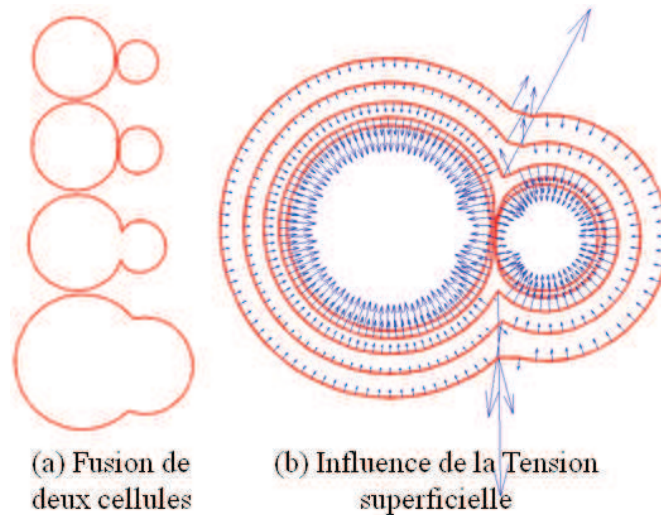 (a) Fusion de
deux cellules
(b) Influence de la Tension
superficielle